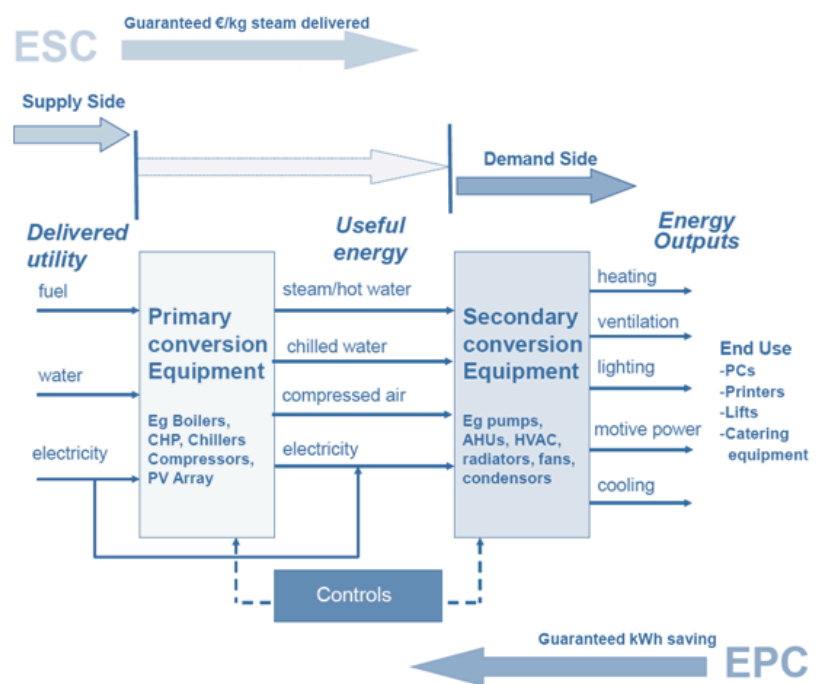 Guaranteed €/kg steam delivered
ESC
Supply Side
Demand Side
Delivered
utility
Useful
energy
Energy
Outputs
fuel
water
electricity
Primary
conversion
Equipment
Eg Boilers,
CHP, Chillers
Compressors,
PV Array
steam/hot water
chilled water
compressed air
electricity
Secondary
conversion
Equipment
Eg pumps,
AHUs, HVAC,
radiators, fans,
condensors
heating
ventilation
lighting
motive power
cooling
End Use
-PCs
-Printers
-Lifts
-Catering
equipment
Controls
Guaranteed kWh saving
EPC